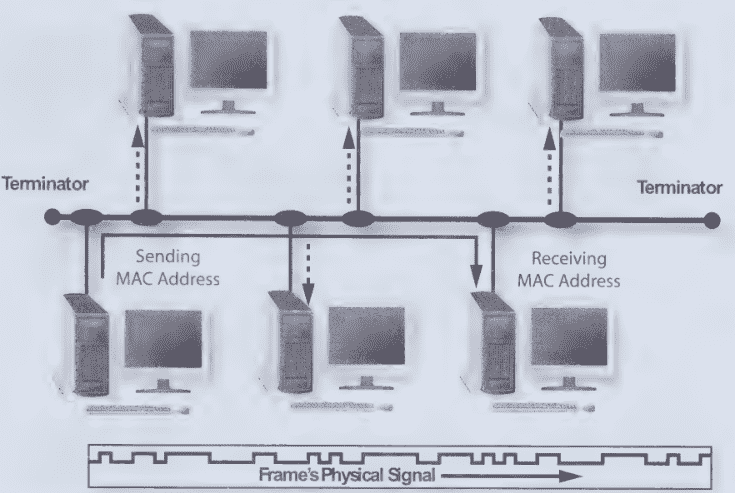 Terminator
Terminator
Sending
MAC Address
Receiving
MAC Address
Frame's Physical Signal